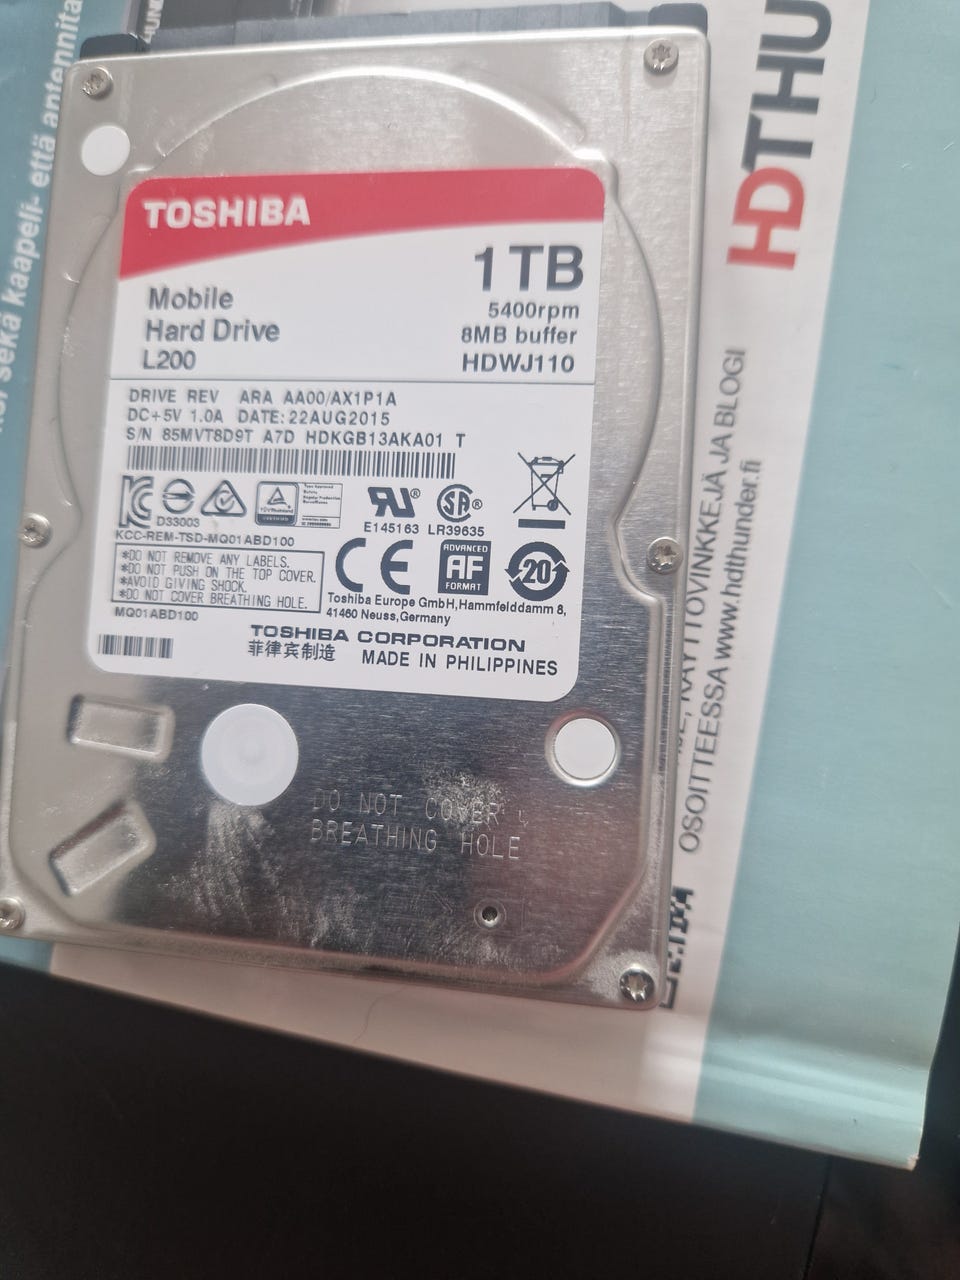 TOSHIBA
1TB
Mobile
Hard Drive
L200
5400rpm
8MB buffer
HDWJ110
DRIVE REV ARA AA00/AX1P1A
DC+5V 1.0A DATE:22AUG2015
S/N 85MVT8D9T A7D HDKGB13AKA01 T
D33003
E145163 LR39635
KCC-REM-TSD-MQ01ABD100
*DO NOT REMOVE ANY LABELS.
*DO NOT PUSH ON THE TOP COVER.
*AVOID GIVING SHOCK.
*DO NOT COVER BREATHING HOLE.
MQ01ABD100
CE
ADVANCED
AF
FORMAT
20
Toshiba Europe GmbH,Hammfelddamm 8,
41460 Neuss,Germany
TOSHIBA CORPORATION
菲律宾制造 MADE IN PHILIPPINES
DO NOT COVER
BREATHING HOLE
sekä kaapeli- että antennita
HDTHU
KÄYTTÖVINKKEJÄ JA BLOGI
OSOITTEESSA www.hdthunder.fi